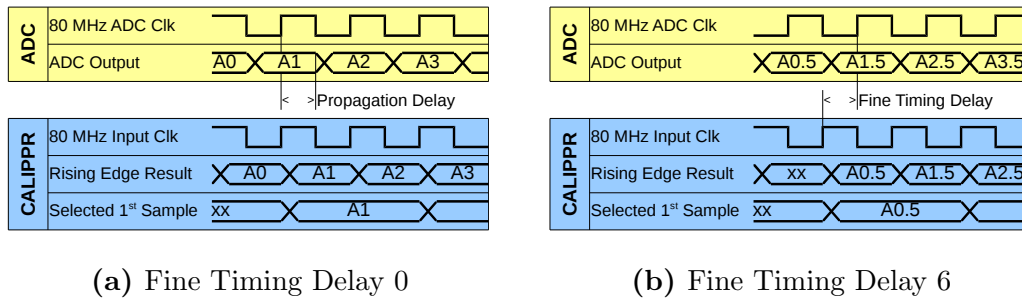 ADC
80 MHz ADC Clk
ADC Output
A0 A1 A2 A3
< > Propagation Delay
CALIPPR
80 MHz Input Clk
Rising Edge Result
A0 A1 A2 A3
Selected 1st Sample
xx A1
(a) Fine Timing Delay 0
ADC
80 MHz ADC Clk
ADC Output
A0.5 A1.5 A2.5 A3.5
< > Fine Timing Delay
CALIPPR
80 MHz Input Clk
Rising Edge Result
xx A0.5 A1.5 A2.5
Selected 1st Sample
xx A0.5
(b) Fine Timing Delay 6